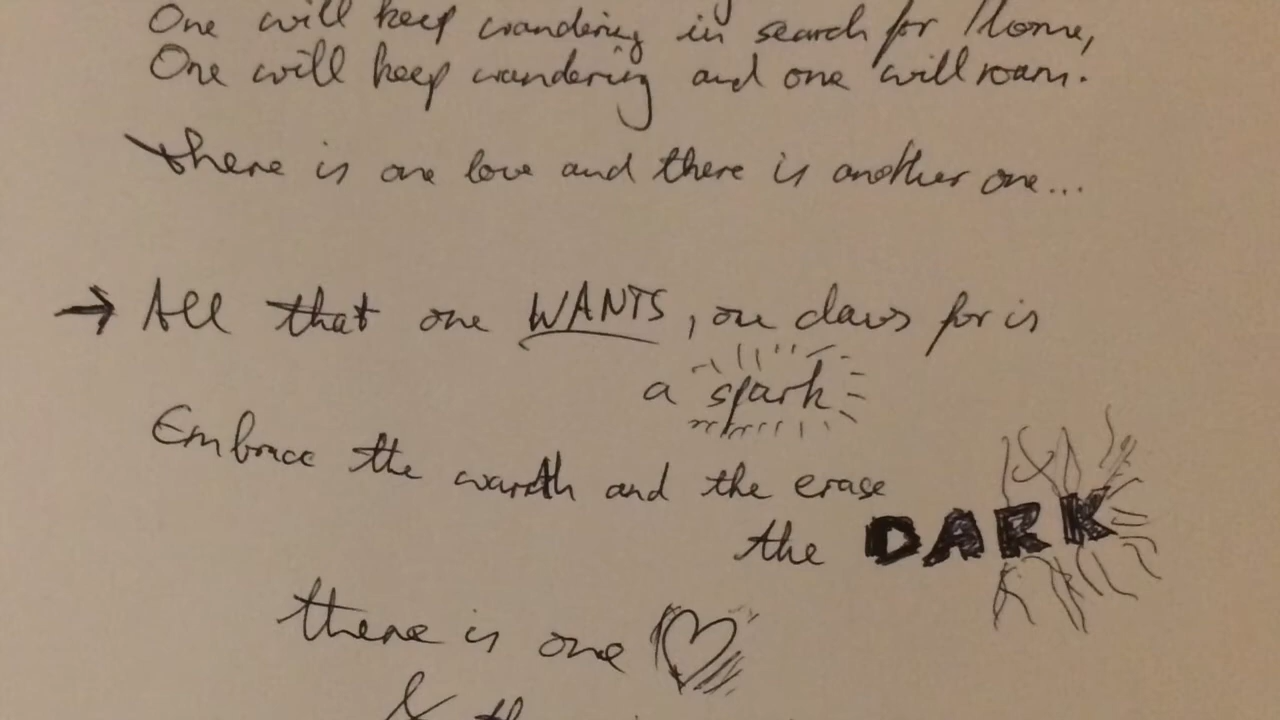 One will keep wandering in search for Home,
One will keep wandering and one will roam.
there is one love and there is another one...
→ All that one WANTS, one claws for is
a spark
Embrace the warmth and the erase
the DARK
there is one ♡
&